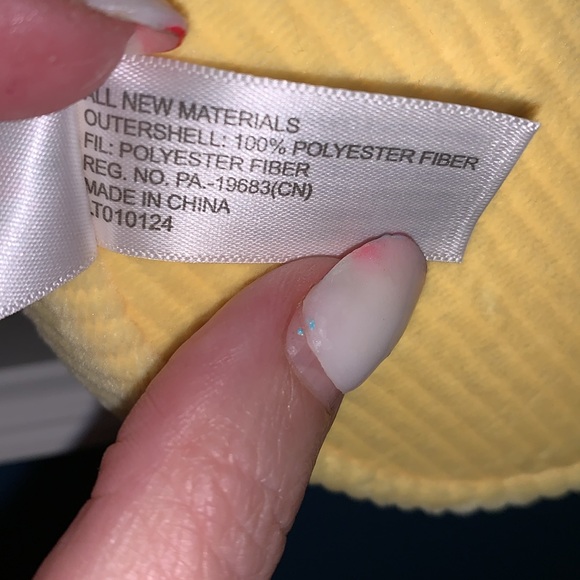 ALL NEW MATERIALS
OUTERSHELL: 100% POLYESTER FIBER
FIL: POLYESTER FIBER
REG. NO. PA.-19683(CN)
MADE IN CHINA
LT010124